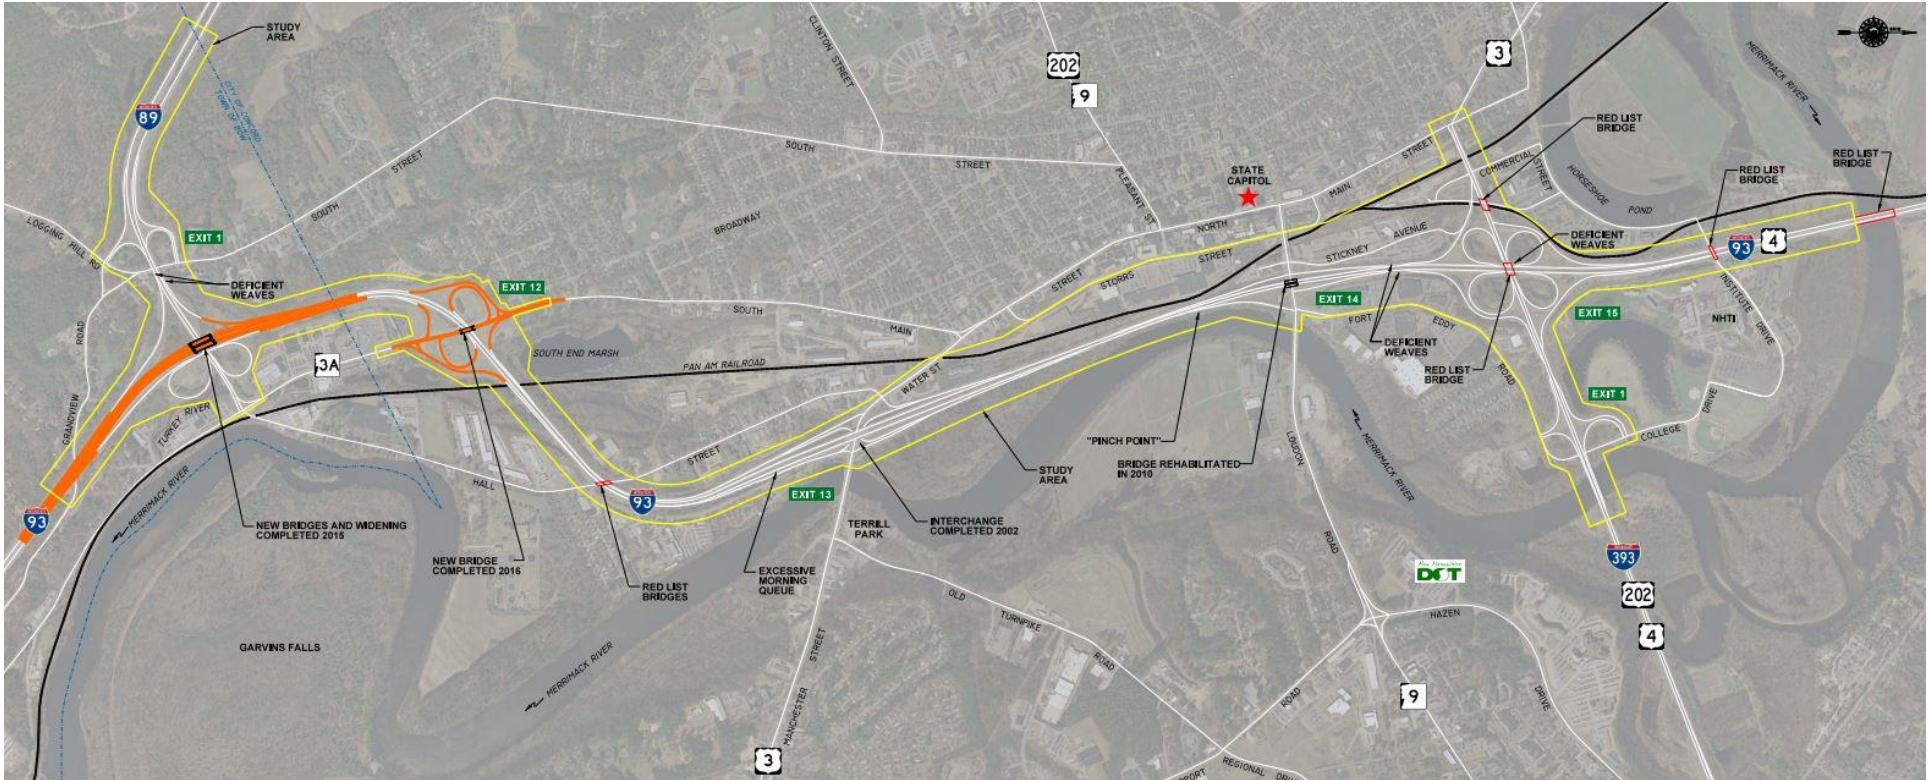 STUDY
AREA
89
CITY OF CONCORD
TOWN OF BOW
CLINTON STREET
202
9
3
MERRIMACK RIVER
RED LIST
BRIDGE
RED LIST
BRIDGE
RED LIST
BRIDGE
SOUTH
STREET
SOUTH
STREET
PLEASANT ST
STATE
CAPITOL
MAIN
STREET
COMMERCIAL
STREET
HORSESHOE
POND
LOGGING HILL RD
SOUTH
STREET
BROADWAY
NORTH
STICKNEY
AVENUE
DEFICIENT
WEAVES
93
4
EXIT 1
DEFICIENT
WEAVES
EXIT 12
STREET
STORRS
STREET
EXIT 14
EXIT 15
INSTITUTE
DRIVE
NHTI
SOUTH
MAIN
FORT
EDDY
ROAD
DEFICIENT
WEAVES
RED LIST
BRIDGE
ROAD
GRANDVIEW
3A
SOUTH END MARSH
PAN AM RAILROAD
WATER ST
EXIT 1
TURKEY RIVER
DRIVE
COLLEGE
"PINCH POINT"
BRIDGE REHABILITATED
IN 2010
LOUDON
ROAD
MERRIMACK RIVER
STREET
HALL
STUDY
AREA
93
EXIT 13
93
MERRIMACK RIVER
NEW BRIDGES AND WIDENING
COMPLETED 2015
NEW BRIDGE
COMPLETED 2016
RED LIST
BRIDGES
EXCESSIVE
MORNING
QUEUE
TERRILL
PARK
INTERCHANGE
COMPLETED 2002
New Hampshire
DOT
393
202
4
OLD
TURNPIKE
ROAD
HAZEN
DRIVE
GARVINS FALLS
MERRIMACK RIVER
MANCHESTER
STREET
3
ROAD
9
REGIONAL